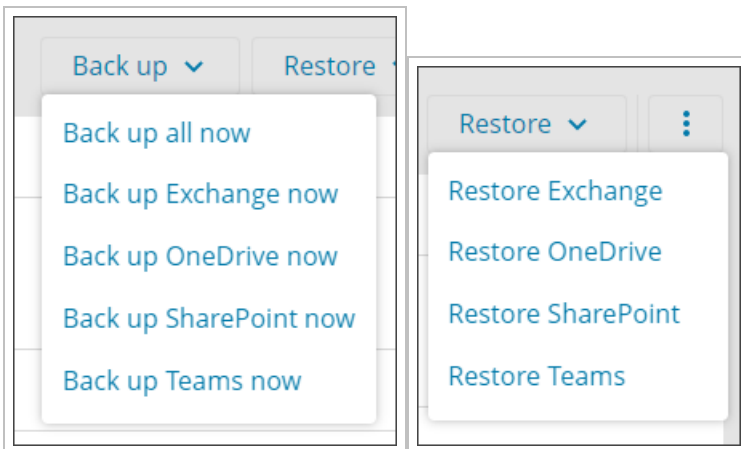 Back up
Restore
Back up all now
Back up Exchange now
Back up OneDrive now
Back up SharePoint now
Back up Teams now
Restore
Restore Exchange
Restore OneDrive
Restore SharePoint
Restore Teams